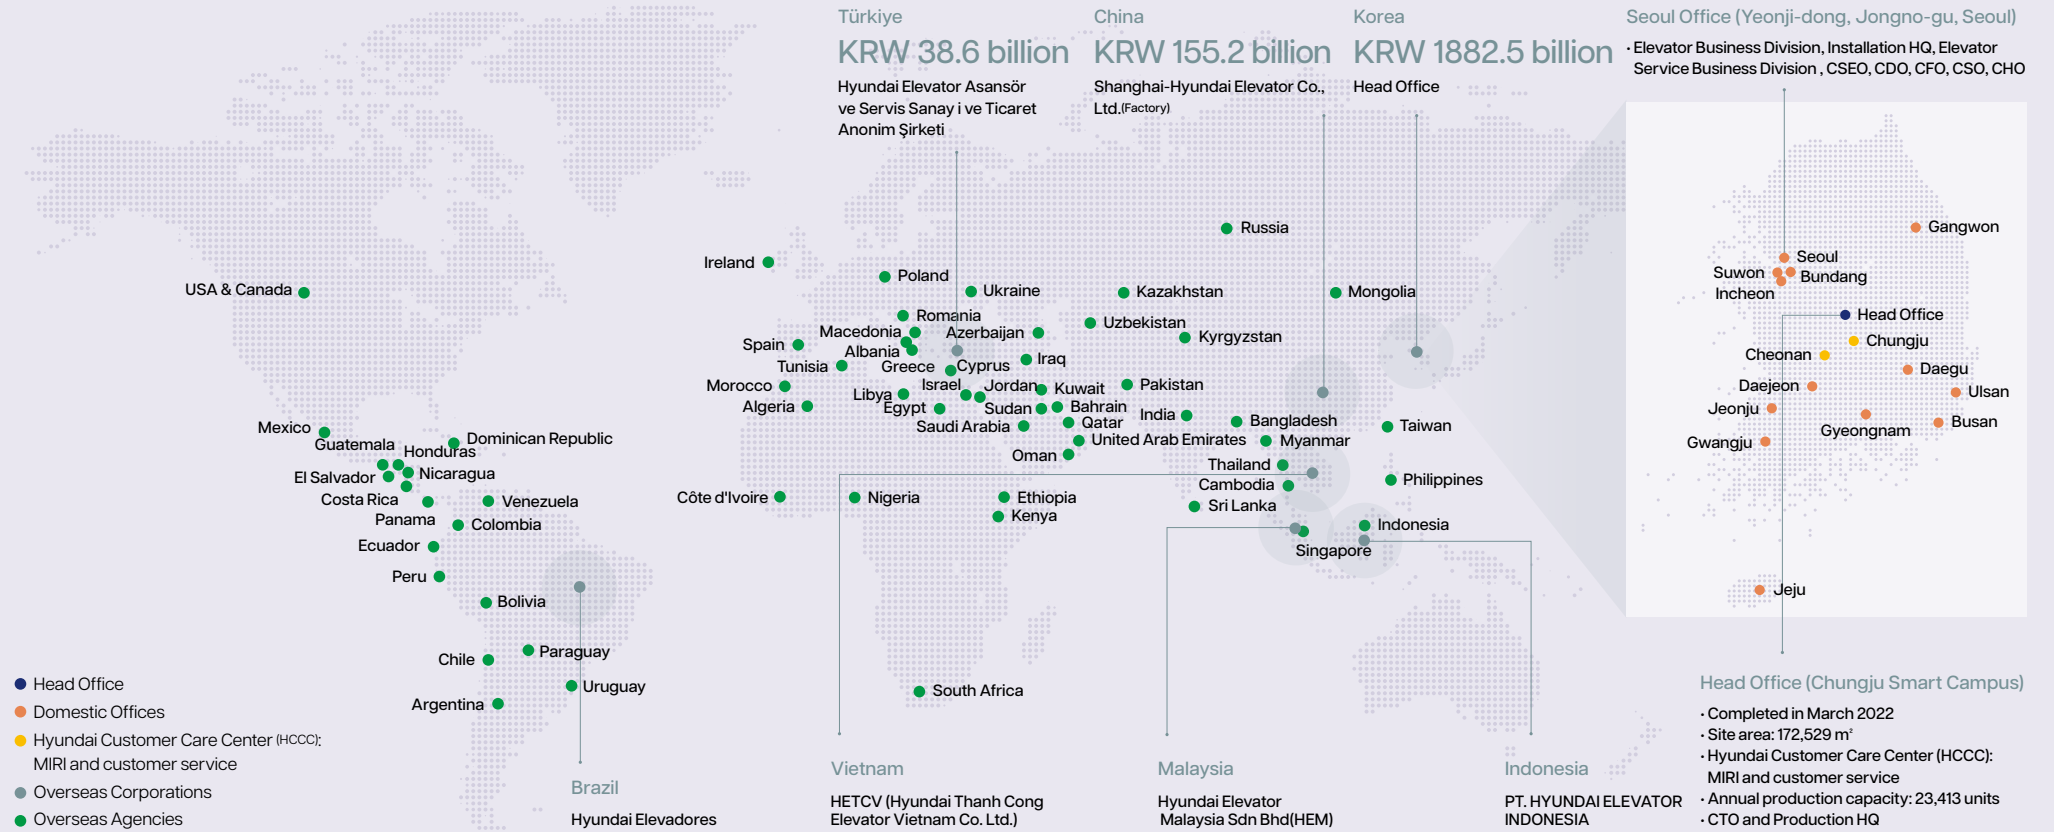 Türkiye
KRW 38.6 billion
Hyundai Elevator Asansör
ve Servis Sanay i ve Ticaret
Anonim Şirketi
China
KRW 155.2 billion
Shanghai-Hyundai Elevator Co.,
Ltd.(Factory)
Korea
KRW 1882.5 billion
Head Office
Seoul Office (Yeonji-dong, Jongno-gu, Seoul)
· Elevator Business Division, Installation HQ, Elevator
Service Business Division , CSEO, CDO, CFO, CSO, CHO
Russia
Ireland
Poland
USA & Canada
Ukraine
Kazakhstan
Mongolia
Romania
Macedonia
Azerbaijan
Uzbekistan
Kyrgyzstan
Spain
Albania
Tunisia
Greece
Cyprus
Iraq
Morocco
Libya
Israel
Jordan
Kuwait
Pakistan
Algeria
Egypt
Sudan
Bahrain
India
Bangladesh
Saudi Arabia
Qatar
Taiwan
United Arab Emirates
Myanmar
Oman
Thailand
Cambodia
Philippines
Mexico
Guatemala
Honduras
Dominican Republic
El Salvador
Nicaragua
Costa Rica
Venezuela
Panama
Colombia
Côte d'Ivoire
Nigeria
Ethiopia
Kenya
Sri Lanka
Indonesia
Singapore
Ecuador
Peru
Bolivia
Chile
Paraguay
Uruguay
Argentina
South Africa
Gangwon
Seoul
Suwon
Bundang
Incheon
Head Office
Chungju
Cheonan
Daegu
Daejeon
Ulsan
Jeonju
Busan
Gyeongnam
Gwangju
Jeju
Head Office
Domestic Offices
Hyundai Customer Care Center (HCCC):
MIRI and customer service
Overseas Corporations
Overseas Agencies
Brazil
Hyundai Elevadores
Vietnam
HETCV (Hyundai Thanh Cong
Elevator Vietnam Co. Ltd.)
Malaysia
Hyundai Elevator
Malaysia Sdn Bhd(HEM)
Indonesia
PT. HYUNDAI ELEVATOR
INDONESIA
Head Office (Chungju Smart Campus)
· Completed in March 2022
· Site area: 172,529 m²
· Hyundai Customer Care Center (HCCC):
MIRI and customer service
· Annual production capacity: 23,413 units
· CTO and Production HQ